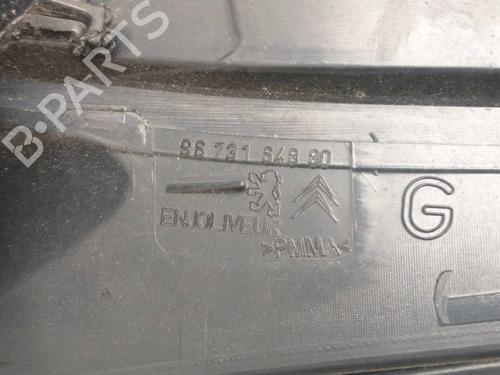 B-PARTS
96 731 648 80
ENJOLIVEUR
>PMMA<
G